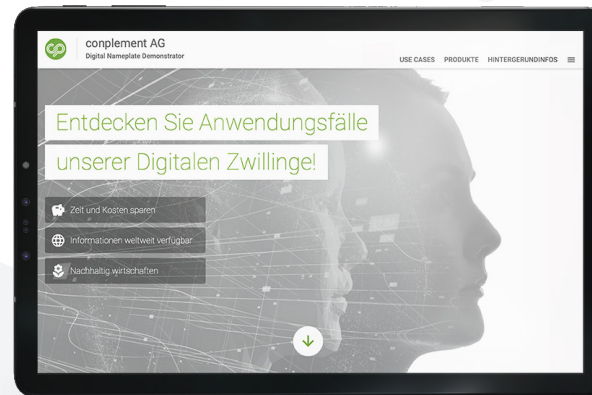 conplement AG
Digital Nameplate Demonstrator
USE CASES PRODUKTE HINTERGERUNDINFOS
Entdecken Sie Anwendungsfälle
unserer Digitalen Zwillinge!
Zeit und Kosten sparen
Informationen weltweit verfügbar
Nachhaltig wirtschaften